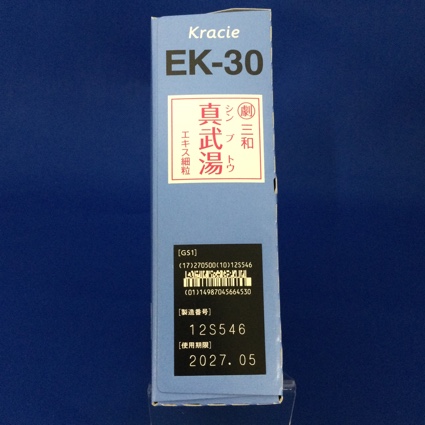 Kracie
EK-30
劇 三和
シンブトウ
真武湯
エキス細粒
[GS1]
(17)270500(10)12S546
(01)14987045664530
[製造番号]
12S546
[使用期限]
2027.05